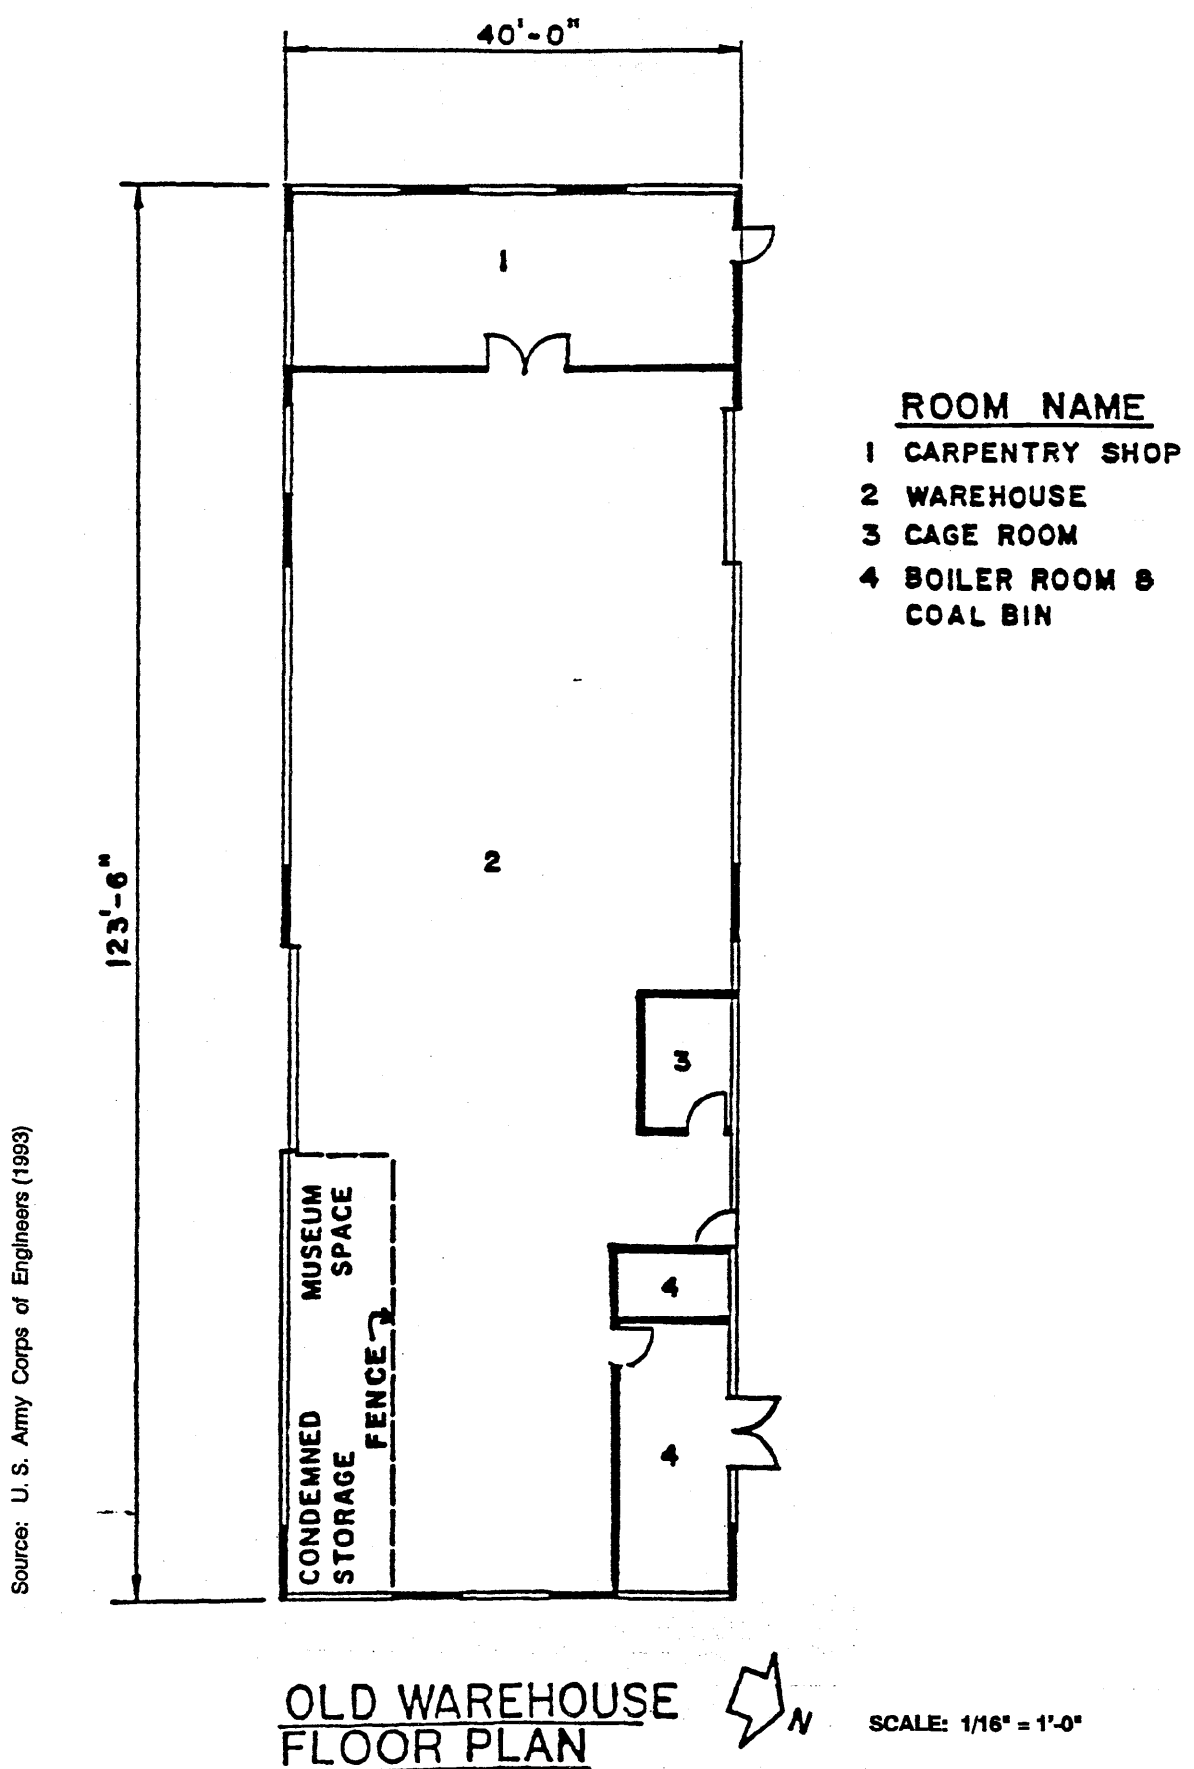 40'-0"
1
ROOM NAME
1 CARPENTRY SHOP
2 WAREHOUSE
3 CAGE ROOM
4 BOILER ROOM &
COAL BIN
2
123'-6"
3
4
4
MUSEUM
SPACE
FENCE
CONDEMNED
STORAGE
Source: U. S. Army Corps of Engineers (1993)
OLD WAREHOUSE
FLOOR PLAN
N
SCALE: 1/16" = 1'-0"